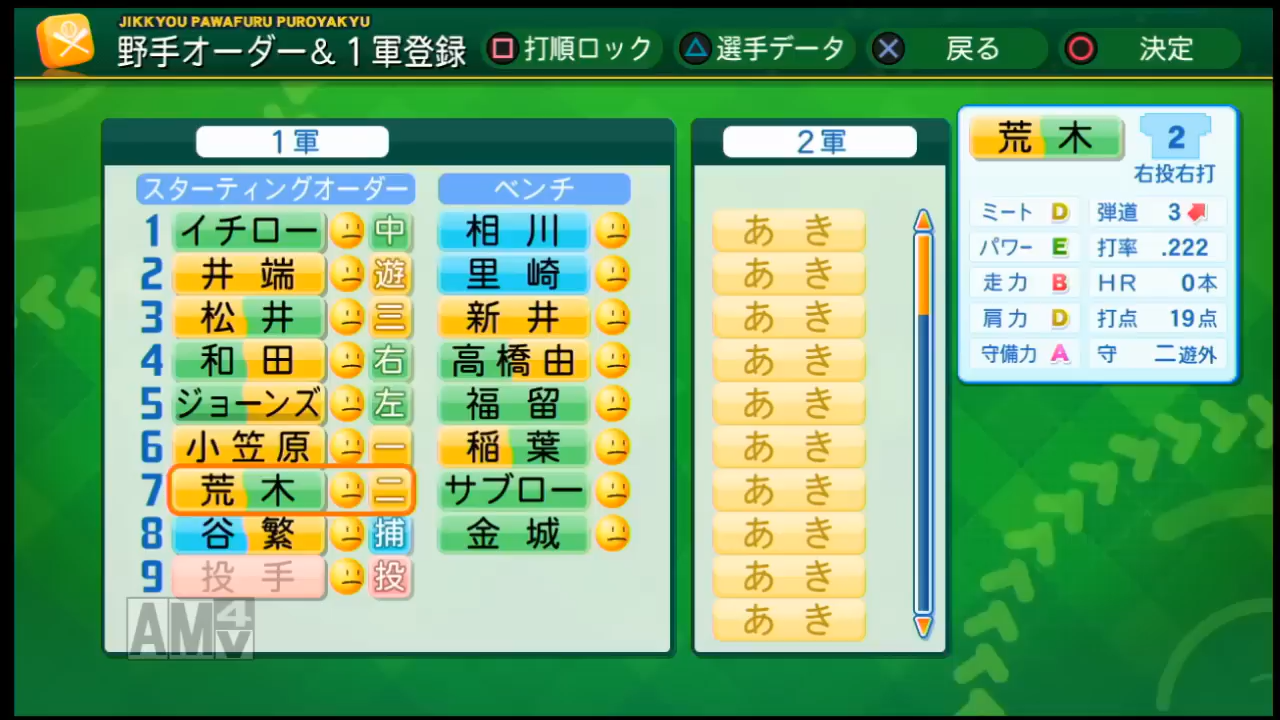 JIKKYOU PAWAFURU PUROYAKYU
野手オーダー&1軍登録 打順ロック 選手データ 戻る 決定
1軍
スターティングオーダー ベンチ
1 イチロー 中 相川
2 井端 遊 里崎
3 松井 三 新井
4 和田 右 高橋由
5 ジョーンズ 左 福留
6 小笠原 一 稲葉
7 荒木 二 サブロー
8 谷繁 捕 金城
9 投手 投
2軍
あき
あき
あき
あき
あき
あき
あき
あき
あき
あき
荒木 2
右投右打
ミート D 弾道 3
パワー E 打率 .222
走力 B HR 0本
肩力 D 打点 19点
守備力 A 守 二遊外
AM4V